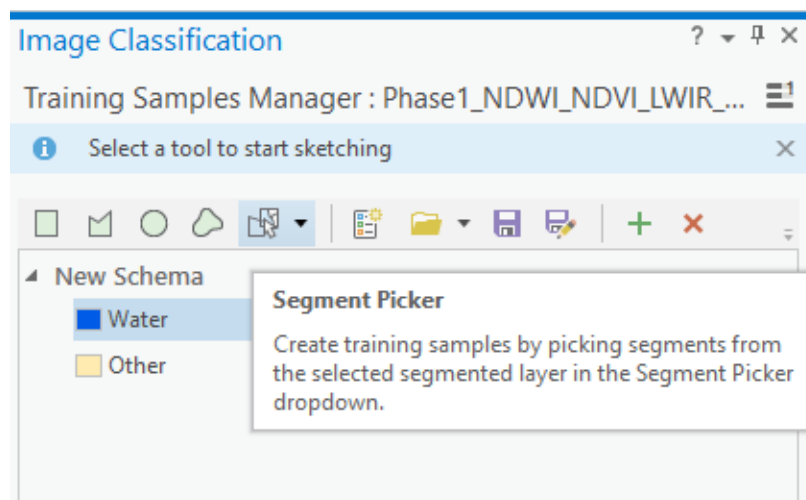 Image Classification
?
Training Samples Manager : Phase1_NDWI_NDVI_LWIR_...
Select a tool to start sketching
New Schema
Water
Other
Segment Picker
Create training samples by picking segments from
the selected segmented layer in the Segment Picker
dropdown.